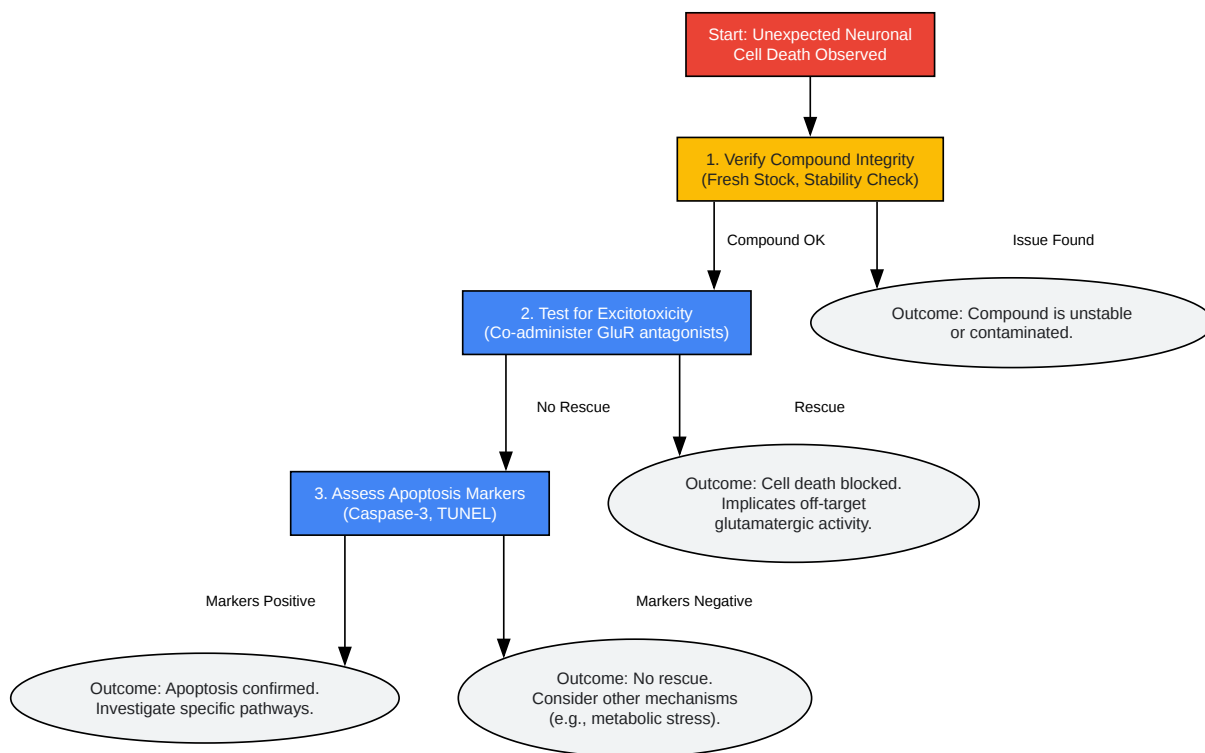 Start: Unexpected Neuronal
Cell Death Observed
1. Verify Compound Integrity
(Fresh Stock, Stability Check)
Compound OK
Issue Found
2. Test for Excitotoxicity
(Co-administer GluR antagonists)
Outcome: Compound is unstable
or contaminated.
No Rescue
Rescue
3. Assess Apoptosis Markers
(Caspase-3, TUNEL)
Outcome: Cell death blocked.
Implicates off-target
glutamatergic activity.
Markers Positive
Markers Negative
Outcome: Apoptosis confirmed.
Investigate specific pathways.
Outcome: No rescue.
Consider other mechanisms
(e.g., metabolic stress).